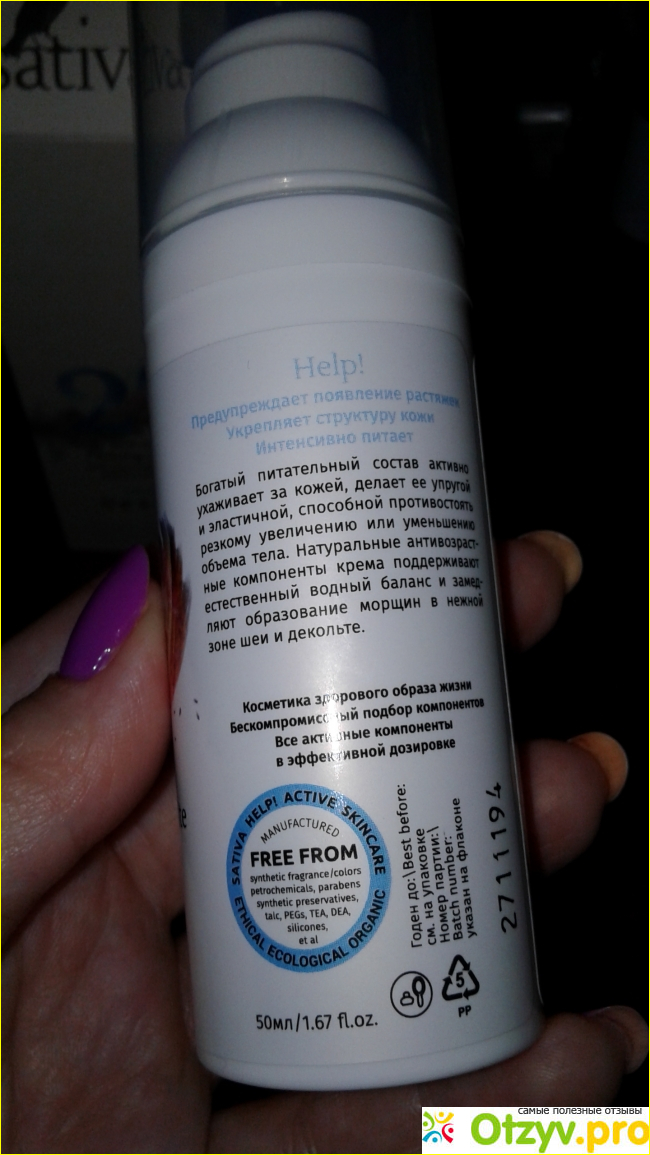 sativa
Help!
Предупреждает появление растяжек
Укрепляет структуру кожи
Интенсивно питает
Богатый питательный состав активно
ухаживает за кожей, делает ее упругой
и эластичной, способной противостоять
резкому увеличению или уменьшению
объема тела. Натуральные антивозраст-
ные компоненты крема поддерживают
естественный водный баланс и замед-
ляют образование морщин в нежной
зоне шеи и декольте.
Косметика здорового образа жизни
Бескомпромиссный подбор компонентов
Все активные компоненты
в эффективной дозировке
SATIVA HELP! ACTIVE SKINCARE
MANUFACTURED
FREE FROM
synthetic fragrance/colors
petrochemicals, parabens
synthetic preservatives,
talc, PEGs, TEA, DEA,
silicones,
et al
ETHICAL ECOLOGICAL ORGANIC
Годен до:\Best before:
см. на упаковке
Номер партии:\
Batch number:
указан на флаконе
2711194
5
PP
50мл/1.67 fl.oz.
самые полезные отзывы
Otzyv.pro